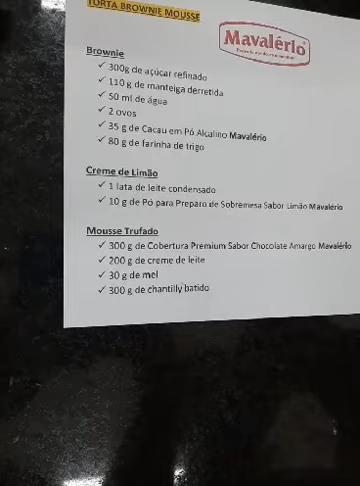 TORTA BROWNIE MOUSSE
Mavalério®
Brownie
✓ 300g de açúcar refinado
✓ 110 g de manteiga derretida
✓ 50 ml de água
✓ 2 ovos
✓ 35 g de Cacau em Pó Alcalino Mavalério
✓ 80 g de farinha de trigo
Creme de Limão
✓ 1 lata de leite condensado
✓ 10 g de Pó para Preparo de Sobremesa Sabor Limão Mavalério
Mousse Trufado
✓ 300 g de Cobertura Premium Sabor Chocolate Amargo Mavalério
✓ 200 g de creme de leite
✓ 30 g de mel
✓ 300 g de chantilly batido